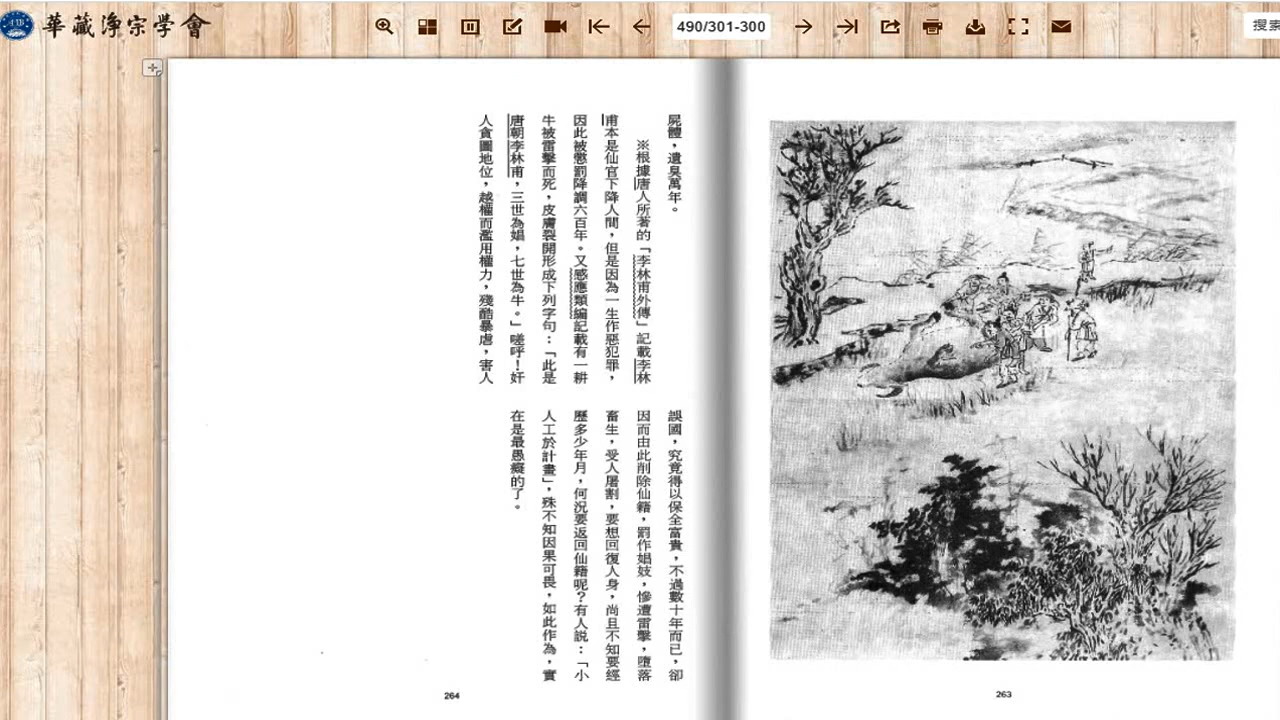 華藏淨宗學會
490/301-300
搜索
屍體，遺臭萬年。
※根據唐人所著的「李林甫外傳」記載李林
甫本是仙官下降人間，但是因為一生作惡犯罪，
因此被懲罰降謫六百年。又感應類編記載有一耕
牛被雷擊而死，皮膚裂開形成下列字句：「此是
唐朝李林甫，三世為娼，七世為牛。」嗟呼！奸
人貪圖地位，越權而濫用權力，殘酷暴虐，害人
誤國，究竟得以保全富貴，不過數十年而已，卻
因而由此削除仙籍，罰作娼妓，慘遭雷擊，墮落
畜生，受人屠割，要想回復人身，尚且不知要經
歷多少年月，何況要返回仙籍呢？有人說：「小
人工於計畫」，殊不知因果可畏，如此作為，實
在是最愚癡的了。
264
263